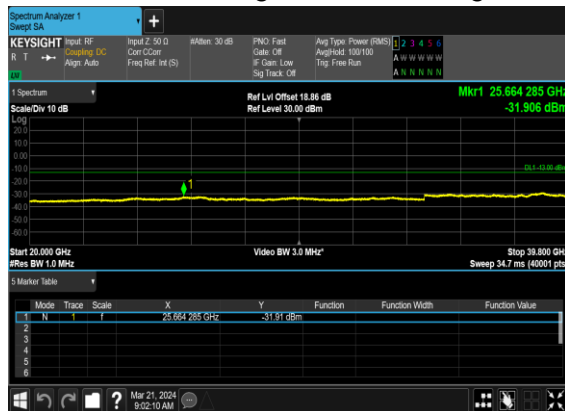 Spectrum Analyzer 1
Swept SA
KEYSIGHT
R T
LW
Input: RF
Coupling: DC
Align: Auto
Input Z: 50 Ω
Corr CCorr
Freq Ref: Int (S)
#Atten: 30 dB
PNO: Fast
Gate: Off
IF Gain: Low
Sig Track: Off
Avg Type: Power (RMS)
Avg|Hold: 100/100
Trig: Free Run
1 2 3 4 5 6
A W W W W W
A N N N N N
1 Spectrum
Scale/Div 10 dB
Ref Lvl Offset 18.86 dB
Ref Level 30.00 dBm
Mkr1 25.664 285 GHz
-31.906 dBm
Log
20.0
10.0
0.00
-10.0
DL1 -13.00 dBm
-20.0
1
-30.0
-40.0
-50.0
-60.0
Start 20.000 GHz
#Res BW 1.0 MHz
Video BW 3.0 MHz*
Stop 39.800 GHz
Sweep 34.7 ms (40001 pts
5 Marker Table
Mode Trace Scale X Y Function Function Width Function Value
1 N 1 f 25.664 285 GHz -31.91 dBm
2
3
4
5
6
? Mar 21, 2024
9:02:10 AM